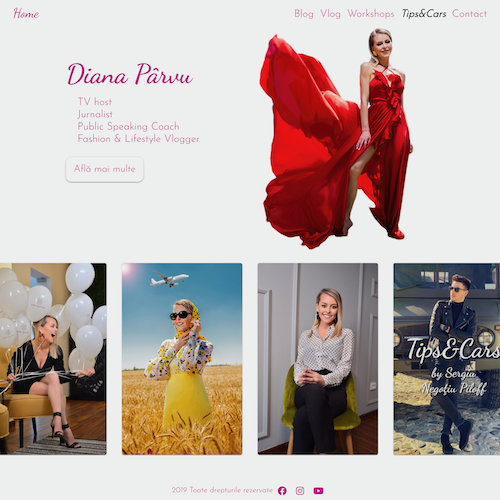 Home
Blog Vlog Workshops Tips&Cars Contact
Diana Pârvu
TV host
Jurnalist
Public Speaking Coach
Fashion & Lifestyle Vlogger
Află mai multe
Tips&Cars
by Sergiu
Negoțiu Piloff
2019 Toate drepturile rezervate